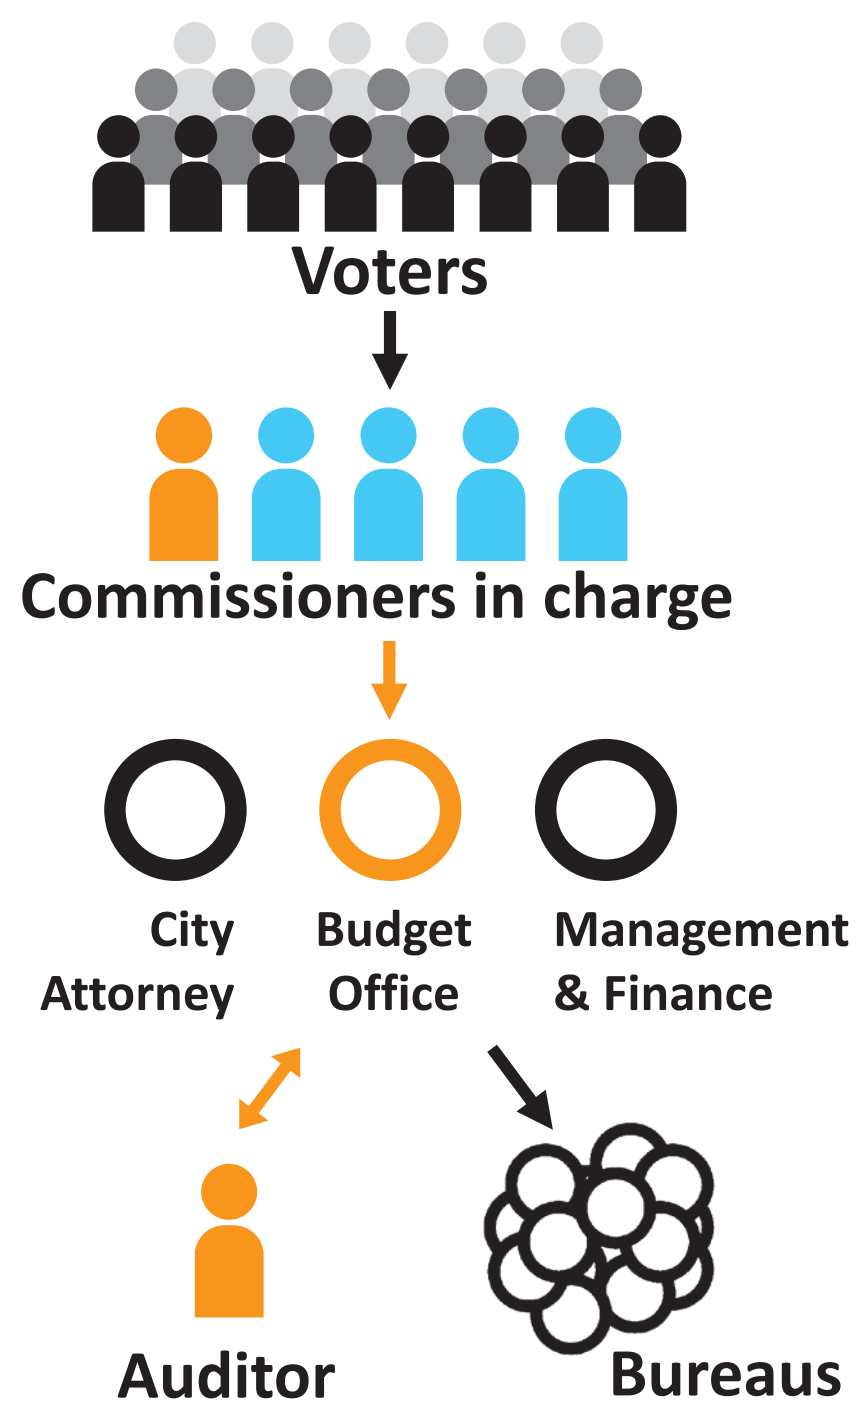 Voters
Commissioners in charge
City
Attorney
Budget
Office
Management
& Finance
Auditor
Bureaus